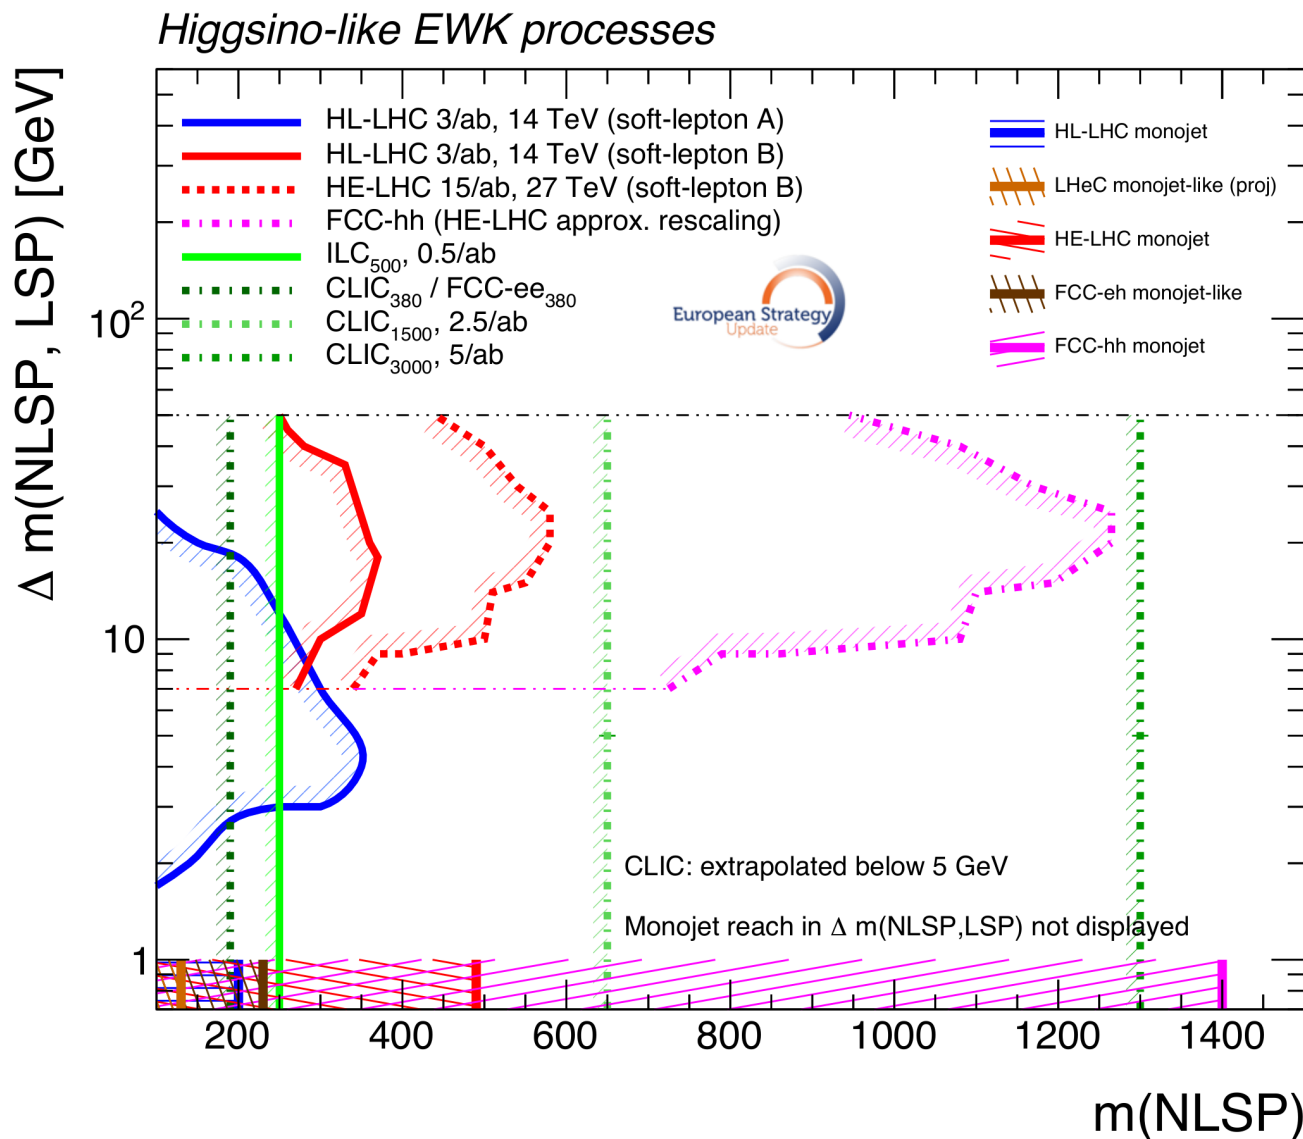 Higgsino-like EWK processes
Δ m(NLSP, LSP) [GeV]
HL-LHC 3/ab, 14 TeV (soft-lepton A)
HL-LHC 3/ab, 14 TeV (soft-lepton B)
HE-LHC 15/ab, 27 TeV (soft-lepton B)
FCC-hh (HE-LHC approx. rescaling)
ILC500, 0.5/ab
CLIC380 / FCC-ee380
CLIC1500, 2.5/ab
CLIC3000, 5/ab
HL-LHC monojet
LHeC monojet-like (proj)
HE-LHC monojet
FCC-eh monojet-like
FCC-hh monojet
European Strategy
Update
10²
10
1
CLIC: extrapolated below 5 GeV
Monojet reach in Δ m(NLSP,LSP) not displayed
200 400 600 800 1000 1200 1400
m(NLSP)